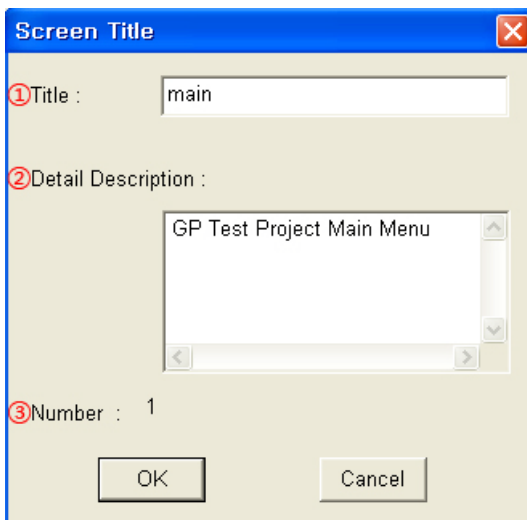 Screen Title
①Title : main
②Detail Description :
GP Test Project Main Menu
③Number : 1
OK Cancel